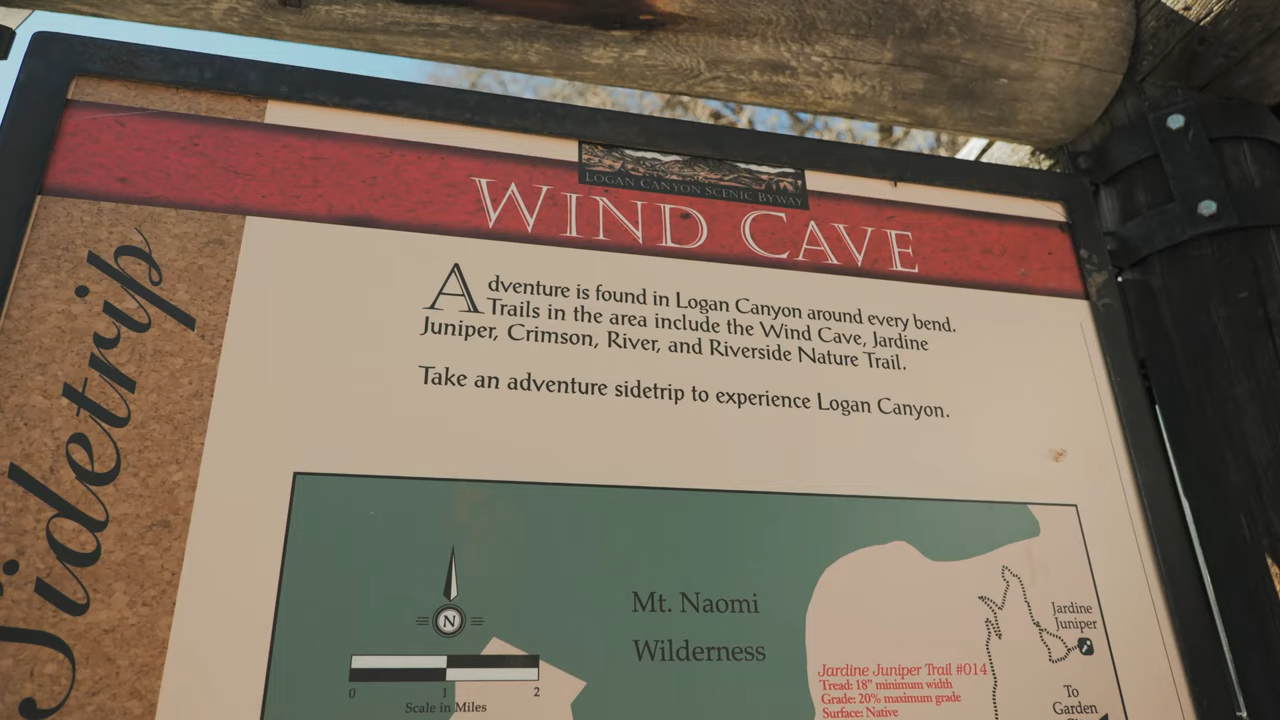 LOGAN CANYON SCENIC BYWAY
WIND CAVE
Sidetrip
Adventure is found in Logan Canyon around every bend.
Trails in the area include the Wind Cave, Jardine
Juniper, Crimson, River, and Riverside Nature Trail.
Take an adventure sidetrip to experience Logan Canyon.
N
0 1 2
Scale in Miles
Mt. Naomi
Wilderness
Jardine
Juniper
Jardine Juniper Trail #014
Tread: 18" minimum width
Grade: 20% maximum grade
Surface: Native
To
Garden